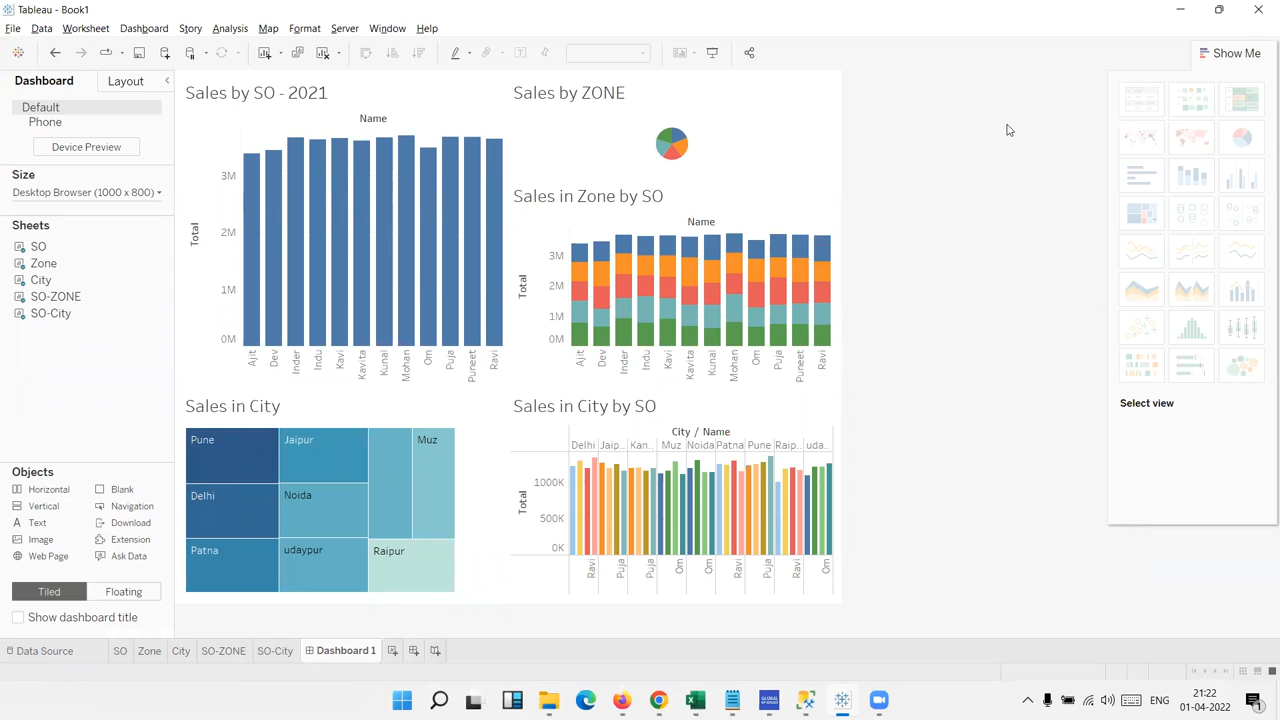 Tableau - Book1
File Data Worksheet Dashboard Story Analysis Map Format Server Window Help
Show Me
Dashboard Layout
Default
Phone
Device Preview
Size
Desktop Browser (1000 x 800)
Sheets
SO
Zone
City
SO-ZONE
SO-City
Objects
Horizontal Blank
Vertical Navigation
Text Download
Image Extension
Web Page Ask Data
Tiled Floating
Show dashboard title
Sales by SO - 2021
Name
Total
3M
2M
1M
0M
Ajit Dev Inder Indu Kavi Kavita Kunal Mohan Om Puja Puneet Ravi
Sales by ZONE
Sales in Zone by SO
Name
Total
3M
2M
1M
0M
Ajit Dev Inder Indu Kavi Kavita Kunal Mohan Om Puja Puneet Ravi
Sales in City
Pune Jaipur Muz
Delhi Noida
Patna udaypur Raipur
Sales in City by SO
City / Name
Delhi Jaip.. Kan.. Muz Noida Patna Pune Raip.. uda..
Total
1000K
500K
0K
Ravi Puja Puja Om Om Ravi Puja Ravi Om
Select view
Data Source SO Zone City SO-ZONE SO-City Dashboard 1
GLOBAL
ENG
21:22
01-04-2022
1